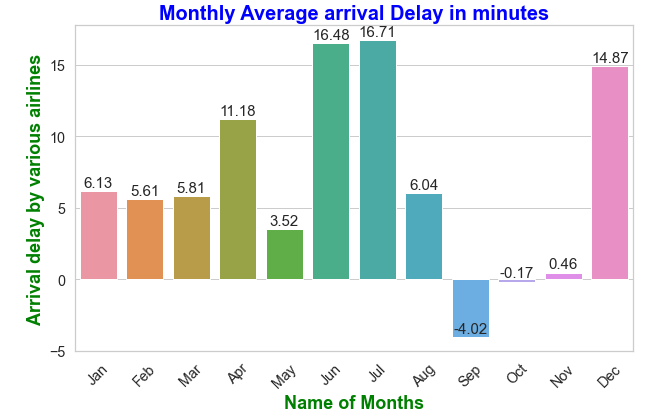 Monthly Average arrival Delay in minutes
Arrival delay by various airlines
15
10
5
0
−5
6.13
5.61
5.81
11.18
3.52
16.48
16.71
6.04
-4.02
-0.17
0.46
14.87
Jan
Feb
Mar
Apr
May
Jun
Jul
Aug
Sep
Oct
Nov
Dec
Name of Months